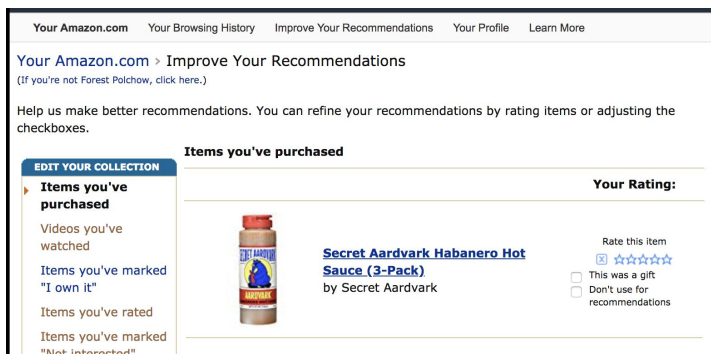 Your Amazon.com Your Browsing History Improve Your Recommendations Your Profile Learn More
Your Amazon.com > Improve Your Recommendations
(If you're not Forest Polchow, click here.)
Help us make better recommendations. You can refine your recommendations by rating items or adjusting the
checkboxes.
EDIT YOUR COLLECTION
Items you've
purchased
Videos you've
watched
Items you've marked
"I own it"
Items you've rated
Items you've marked
"Not interested"
Items you've purchased
Your Rating:
SECRET AARDVARK
AARDVARK
Secret Aardvark Habanero Hot
Sauce (3-Pack)
by Secret Aardvark
Rate this item
X
This was a gift
Don't use for
recommendations